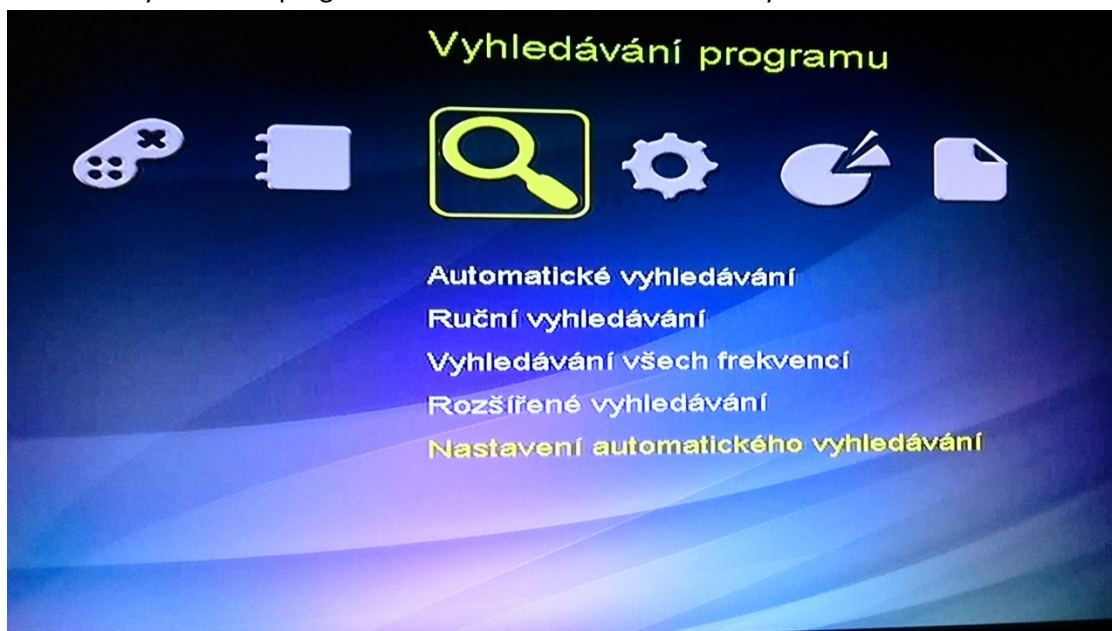 Vyhledávání programu
Automatické vyhledávání
Ruční vyhledávání
Vyhledávání všech frekvencí
Rozšířené vyhledávání
Nastavení automatického vyhledávání